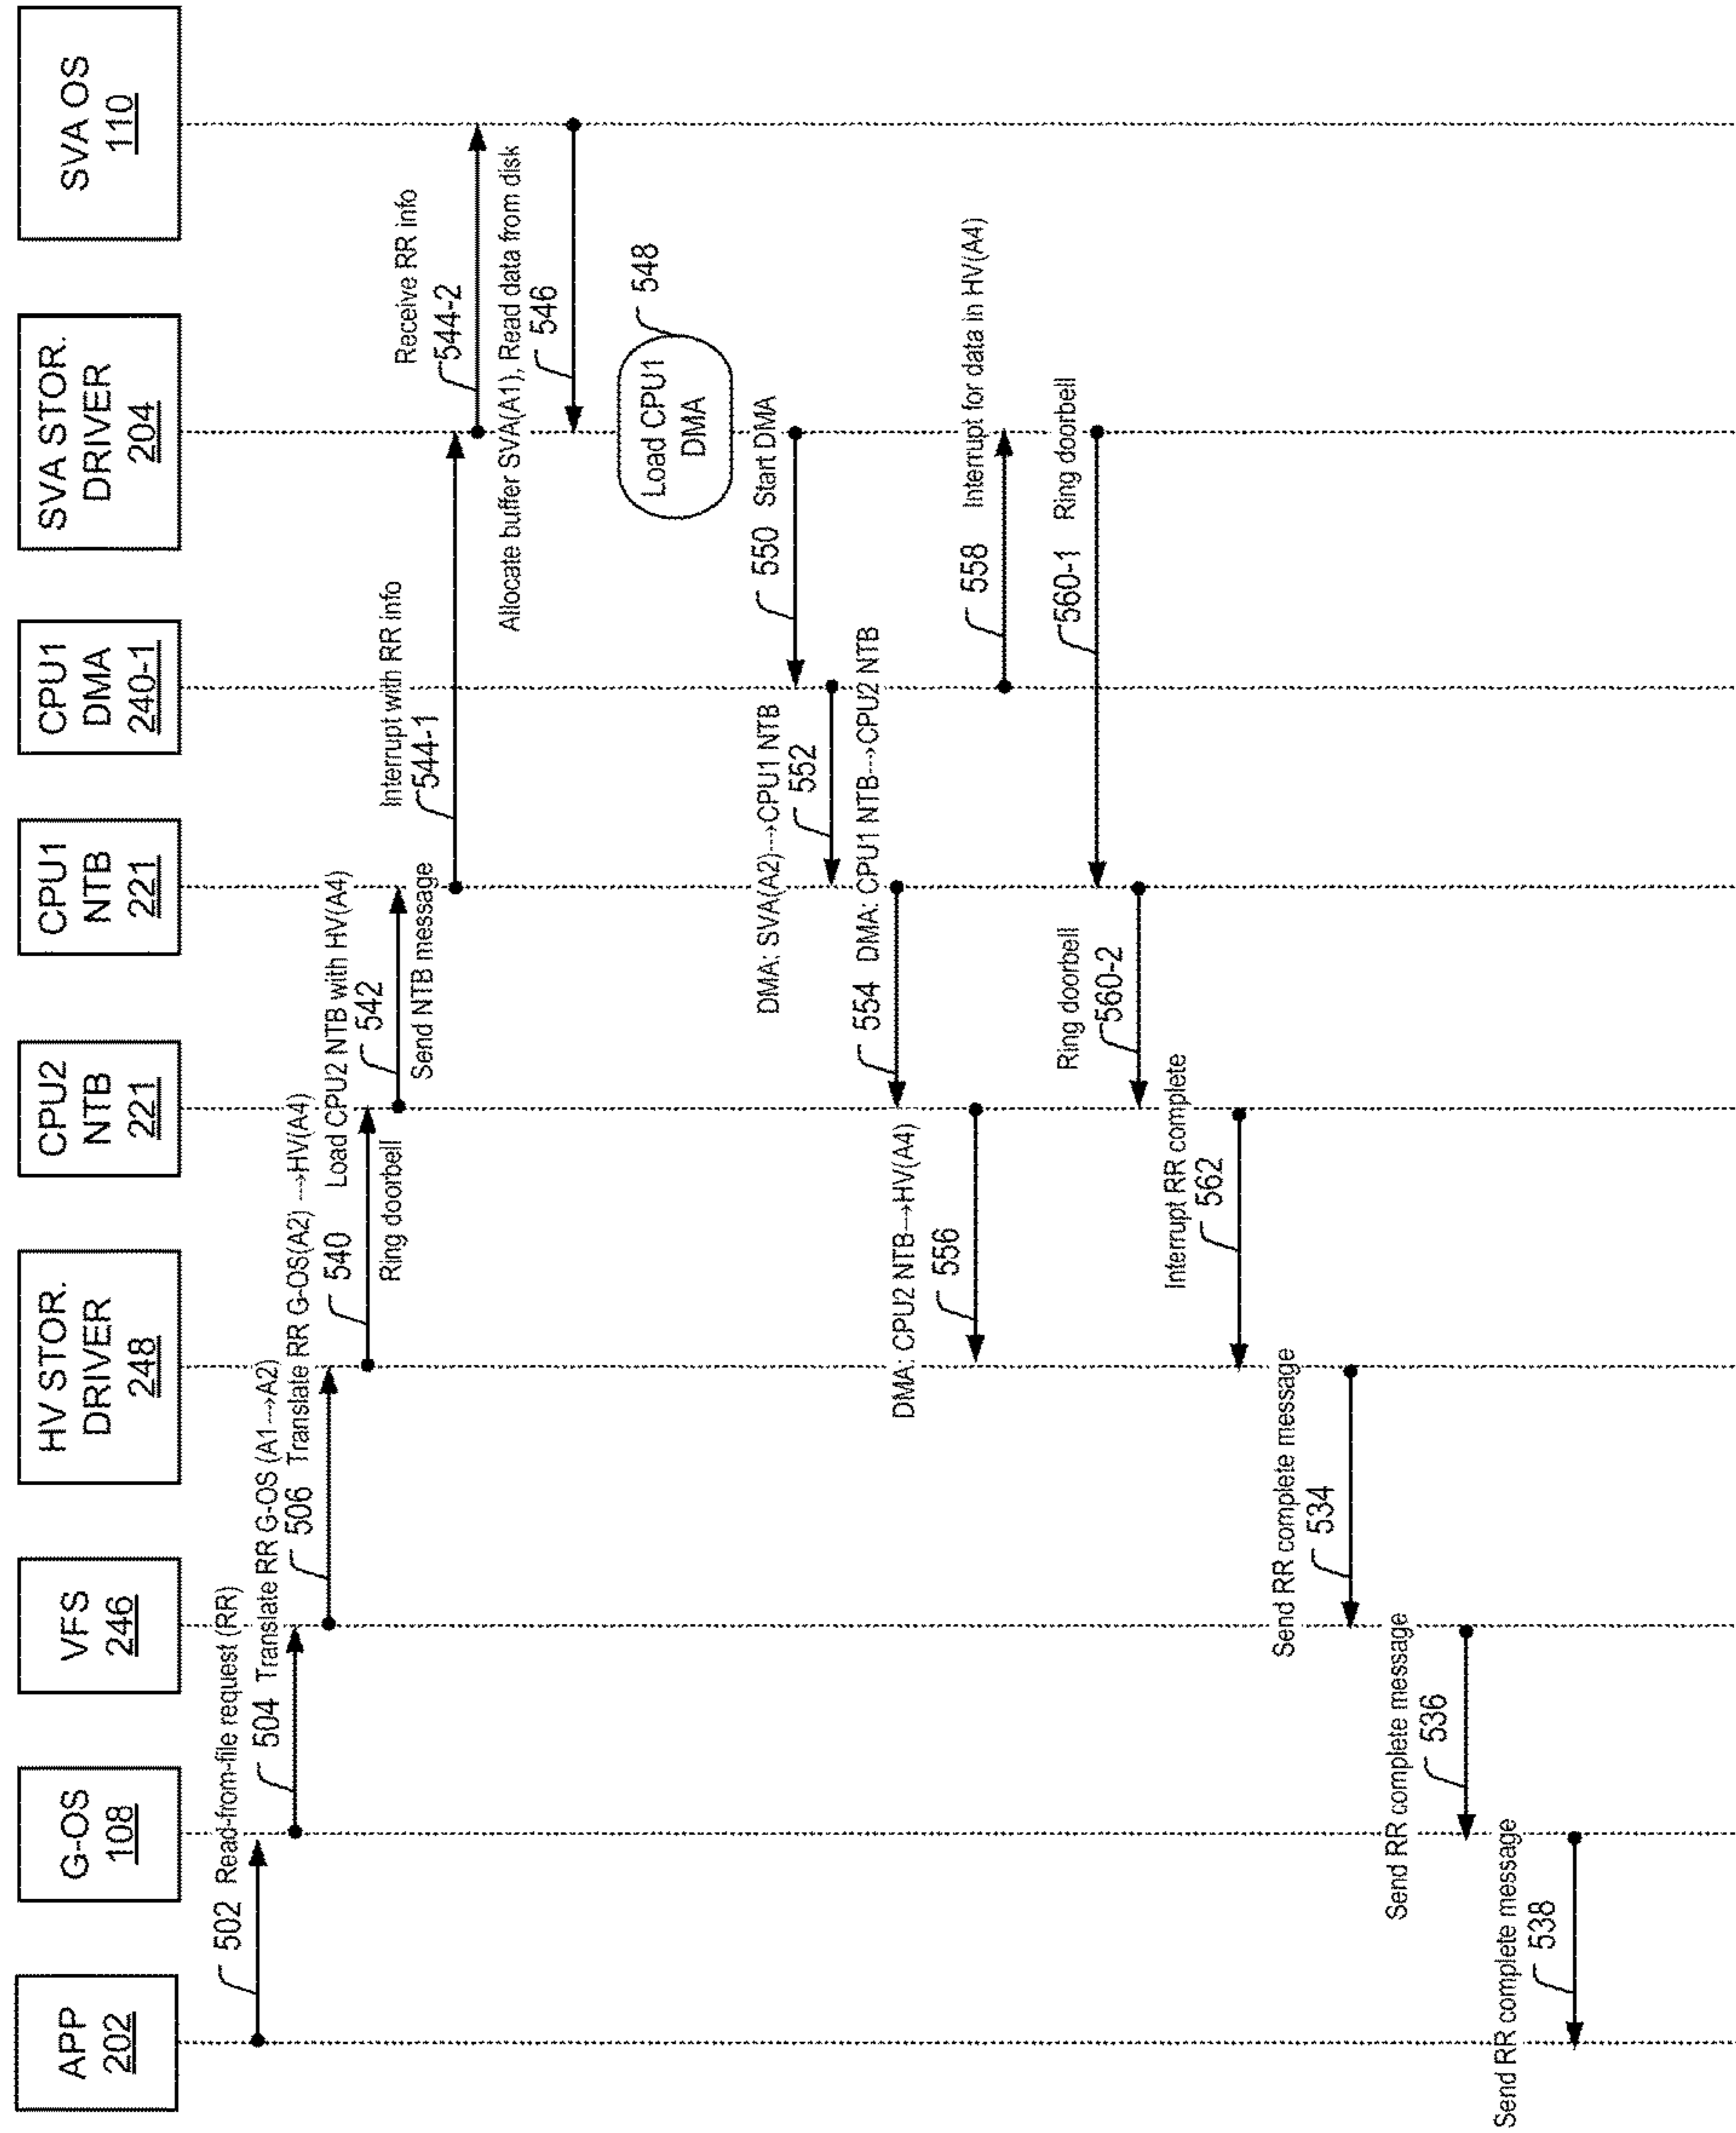 APP
202
G-OS
108
VFS
246
HV STOR.
DRIVER
248
CPU2
NTB
221
CPU1
NTB
221
CPU1
DMA
240-1
SVA STOR.
DRIVER
204
SVA OS
110
502 Read-from-file request (RR)
504 Translate RR G-OS (A1→A2)
506 Translate RR G-OS(A2) →HV(A4)
Load CPU2 NTB with HV(A4)
540
Ring doorbell
542
Send NTB message
Interrupt with RR info
544-1
Receive RR info
544-2
Allocate buffer SVA(A1), Read data from disk
546
Load CPU1
DMA
548
550 Start DMA
DMA: SVA(A2)→CPU1 NTB
552
554 DMA: CPU1 NTB→CPU2 NTB
DMA: CPU2 NTB→HV(A4)
556
558 Interrupt for data in HV(A4)
560-1 Ring doorbell
Ring doorbell
560-2
Interrupt RR complete
562
Send RR complete message
534
Send RR complete message
536
Send RR complete message
538